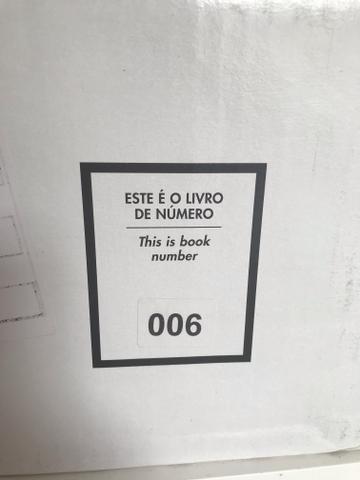 ESTE É O LIVRO
DE NÚMERO
This is book
number
006